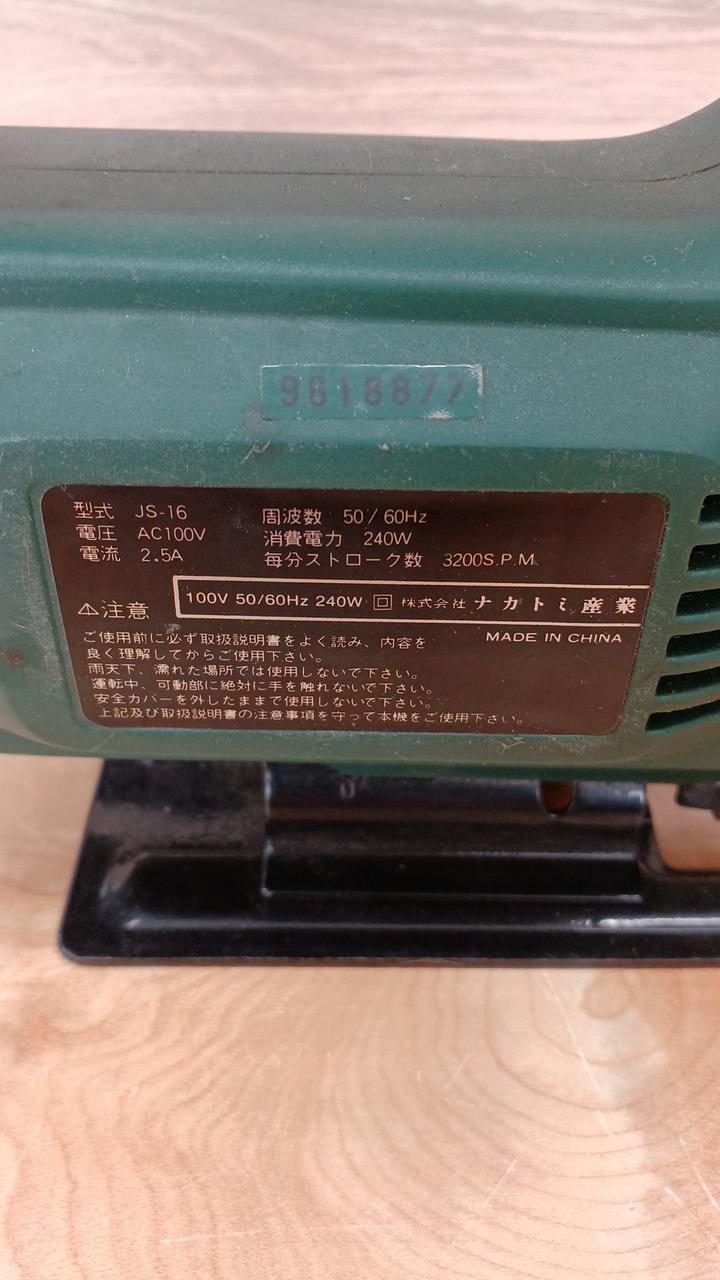 9618877
型式 JS-16 周波数 50/60Hz
電圧 AC100V 消費電力 240W
電流 2.5A 毎分ストローク数 3200S.P.M.
⚠注意 100V 50/60Hz 240W 回 株式会社 ナカトミ産業
MADE IN CHINA
ご使用前に必ず取扱説明書をよく読み、内容を
良く理解してからご使用下さい。
雨天下、濡れた場所では使用しないで下さい。
運転中、可動部に絶対に手を触れないで下さい。
安全カバーを外したままで使用しないで下さい。
上記及び取扱説明書の注意事項を守って本機をご使用下さい。